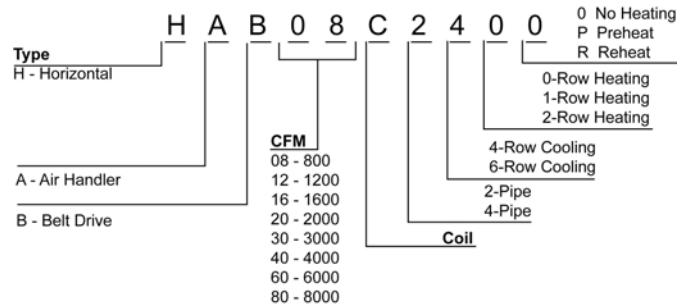 H A B 0 8 C 2 4 0 0
0 No Heating
P Preheat
R Reheat
Type
H - Horizontal
0-Row Heating
1-Row Heating
2-Row Heating
CFM
08 - 800
12 - 1200
16 - 1600
20 - 2000
30 - 3000
40 - 4000
60 - 6000
80 - 8000
4-Row Cooling
6-Row Cooling
A - Air Handler
2-Pipe
4-Pipe
B - Belt Drive
Coil